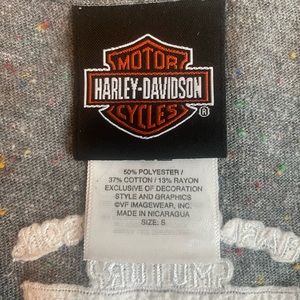 MOTOR
HARLEY-DAVIDSON
CYCLES
®
50% POLYESTER /
37% COTTON / 13% RAYON
EXCLUSIVE OF DECORATION
STYLE AND GRAPHICS
©VF IMAGEWEAR, INC.
MADE IN NICARAGUA
SIZE: S